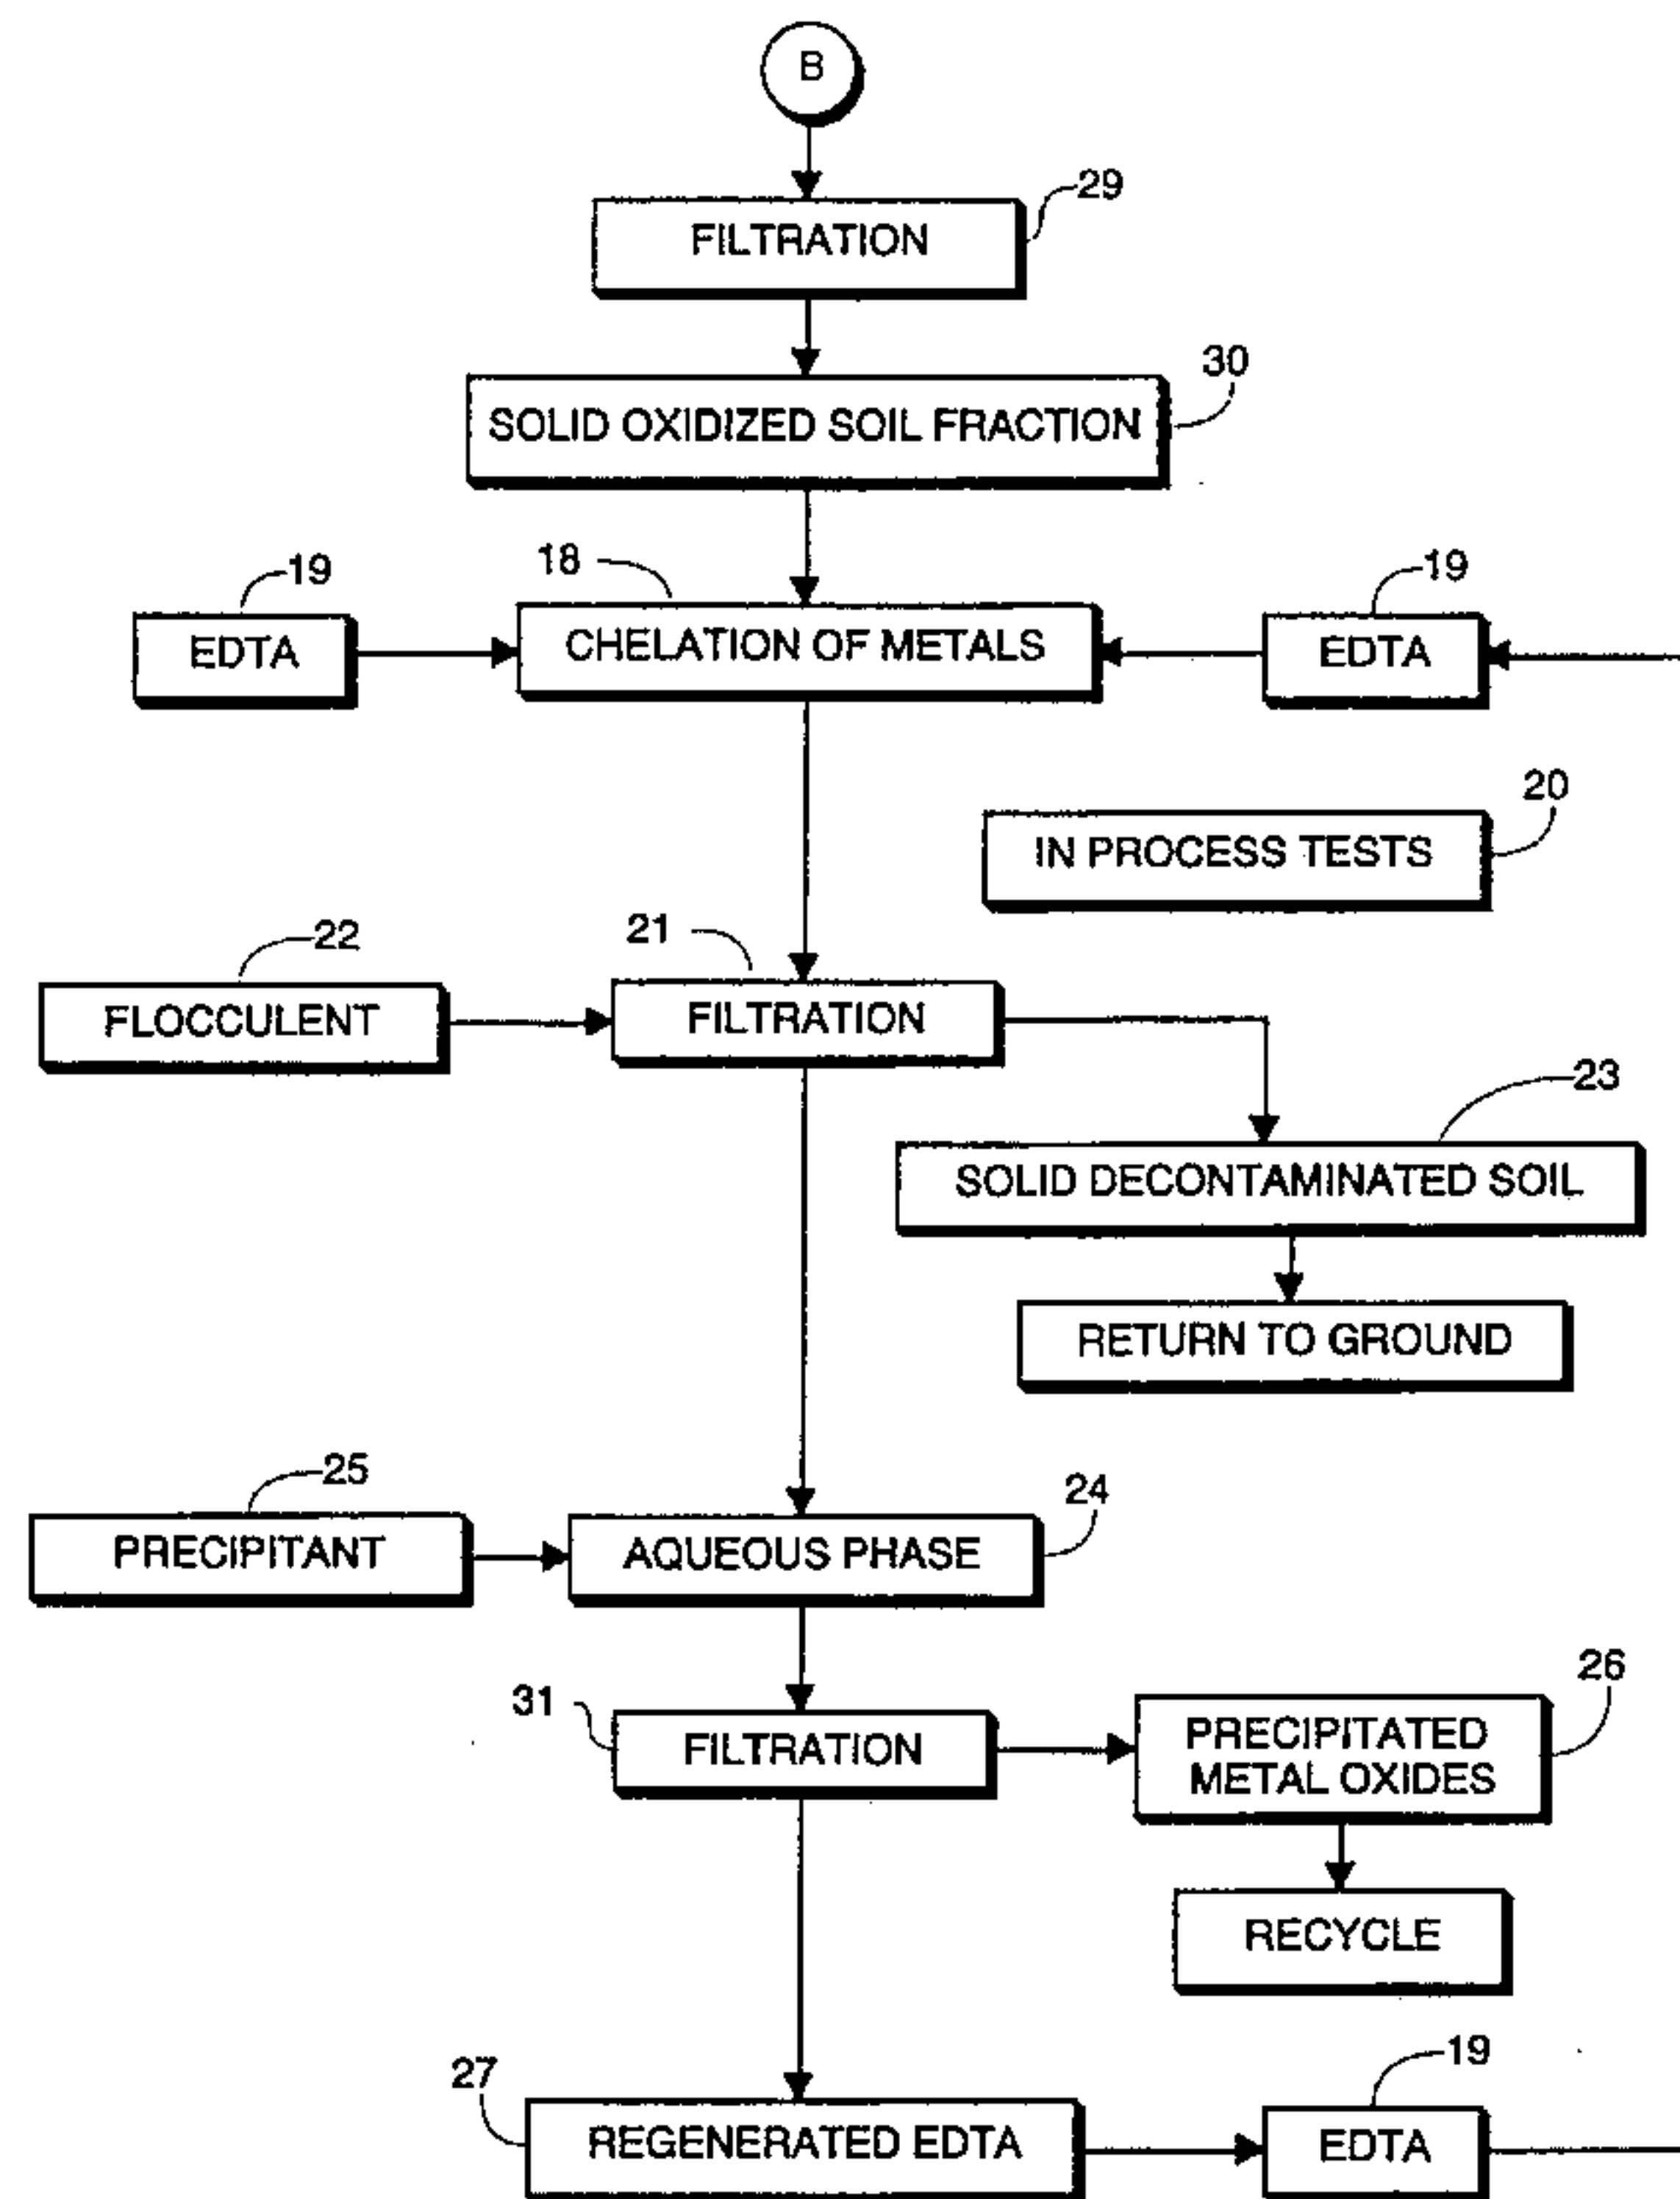 B
29
FILTRATION
30
SOLID OXIDIZED SOIL FRACTION
19
18
19
EDTA
CHELATION OF METALS
EDTA
20
IN PROCESS TESTS
22
21
FLOCCULENT
FILTRATION
23
SOLID DECONTAMINATED SOIL
RETURN TO GROUND
25
24
PRECIPITANT
AQUEOUS PHASE
26
31
FILTRATION
PRECIPITATED
METAL OXIDES
RECYCLE
27
19
REGENERATED EDTA
EDTA